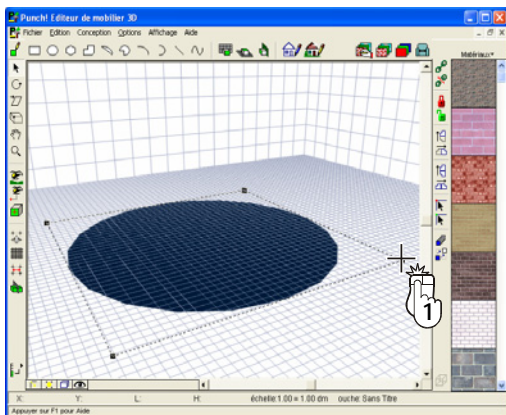 Punch! Editeur de mobilier 3D
Fichier Edition Conception Options Affichage Aide
Matériaux
1
X: Y: L: H: échelle:1.00 = 1.00 dm ouche: Sans Titre
Appuyer sur F1 pour Aide